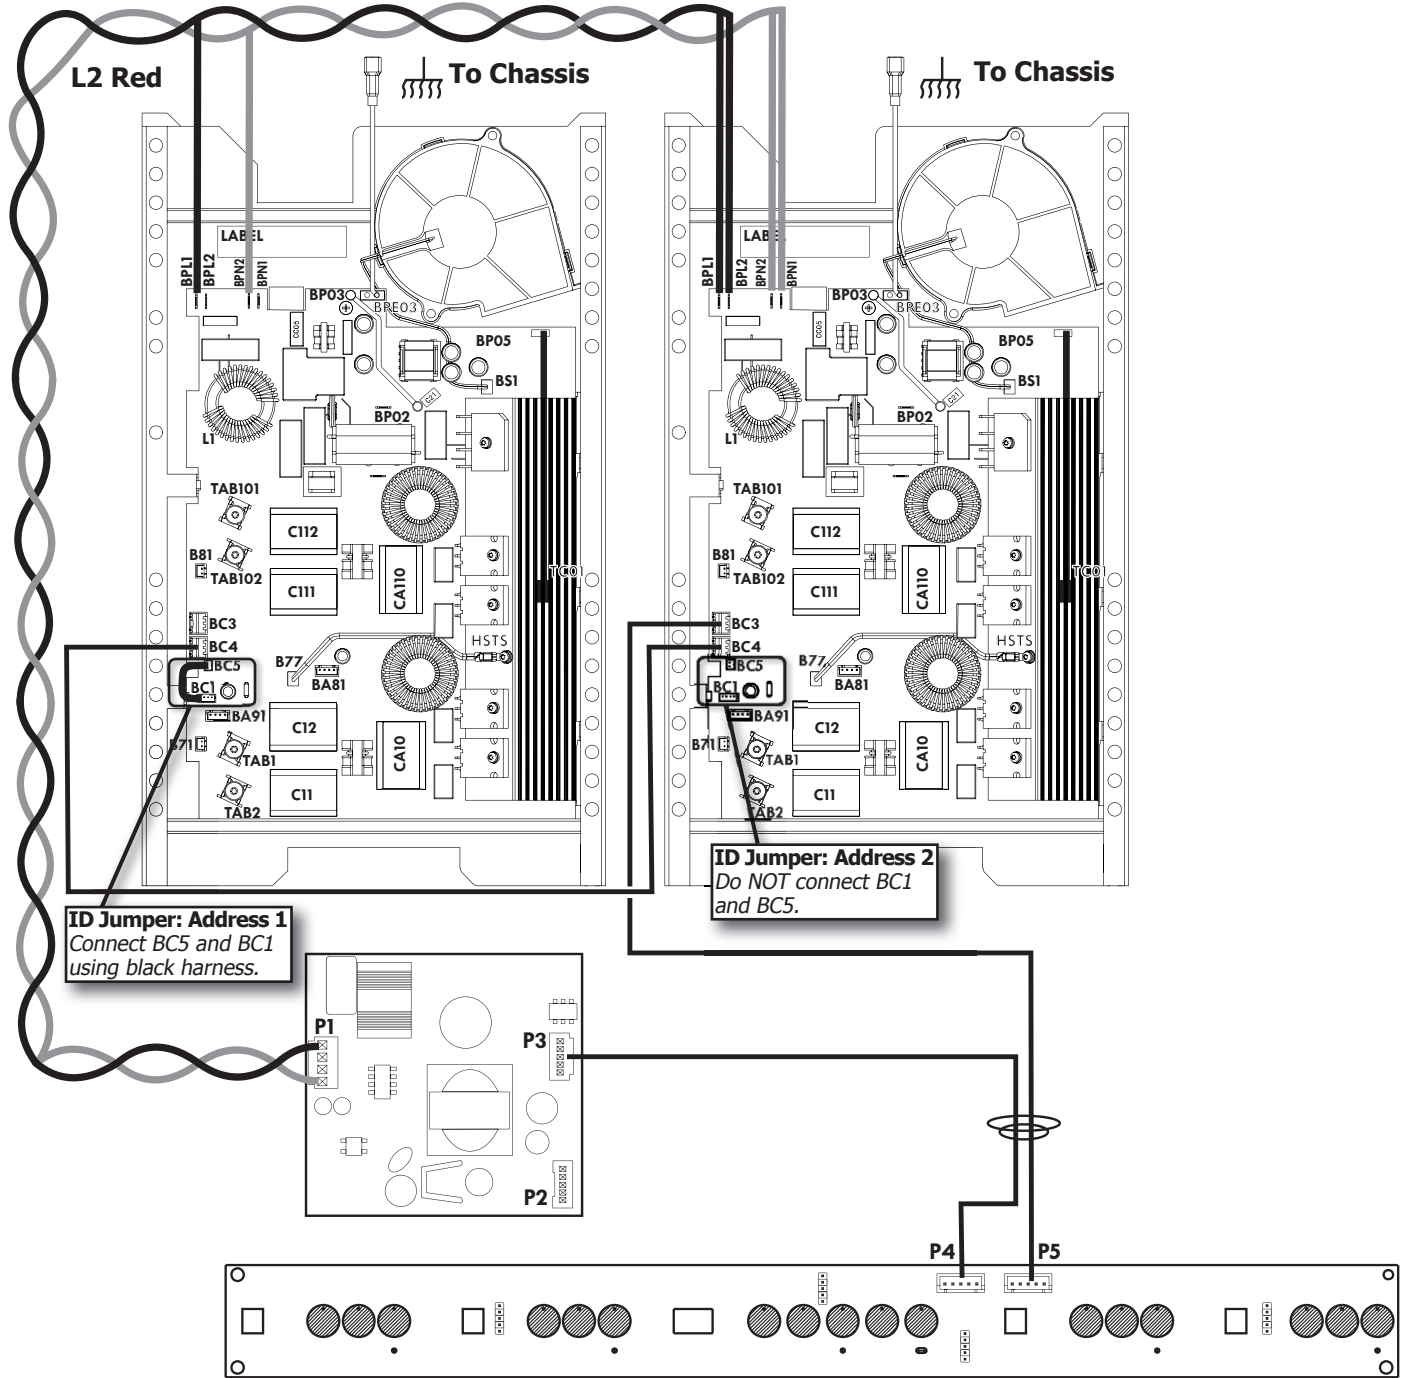 L2 Red
To Chassis
To Chassis
LABEL
BPL1
BPL2
BPN2
BPN1
BP03
BRE03
CC05
BP05
BS1
C21
BP02
L1
TAB101
C112
B81
TAB102
C111
CA110
TC01
BC3
BC4
HSTS
BC5
B77
BC1
BA81
BA91
C12
B71
TAB1
CA10
C11
TAB2
LABEL
BPL1
BPL2
BPN2
BPN1
BP03
BRE03
CC05
BP05
BS1
C21
BP02
L1
TAB101
C112
B81
TAB102
C111
CA110
TC01
BC3
BC4
HSTS
BC5
B77
BC1
BA81
BA91
C12
B71
TAB1
CA10
C11
TAB2
ID Jumper: Address 2
Do NOT connect BC1
and BC5.
ID Jumper: Address 1
Connect BC5 and BC1
using black harness.
P1
P3
P2
P4
P5